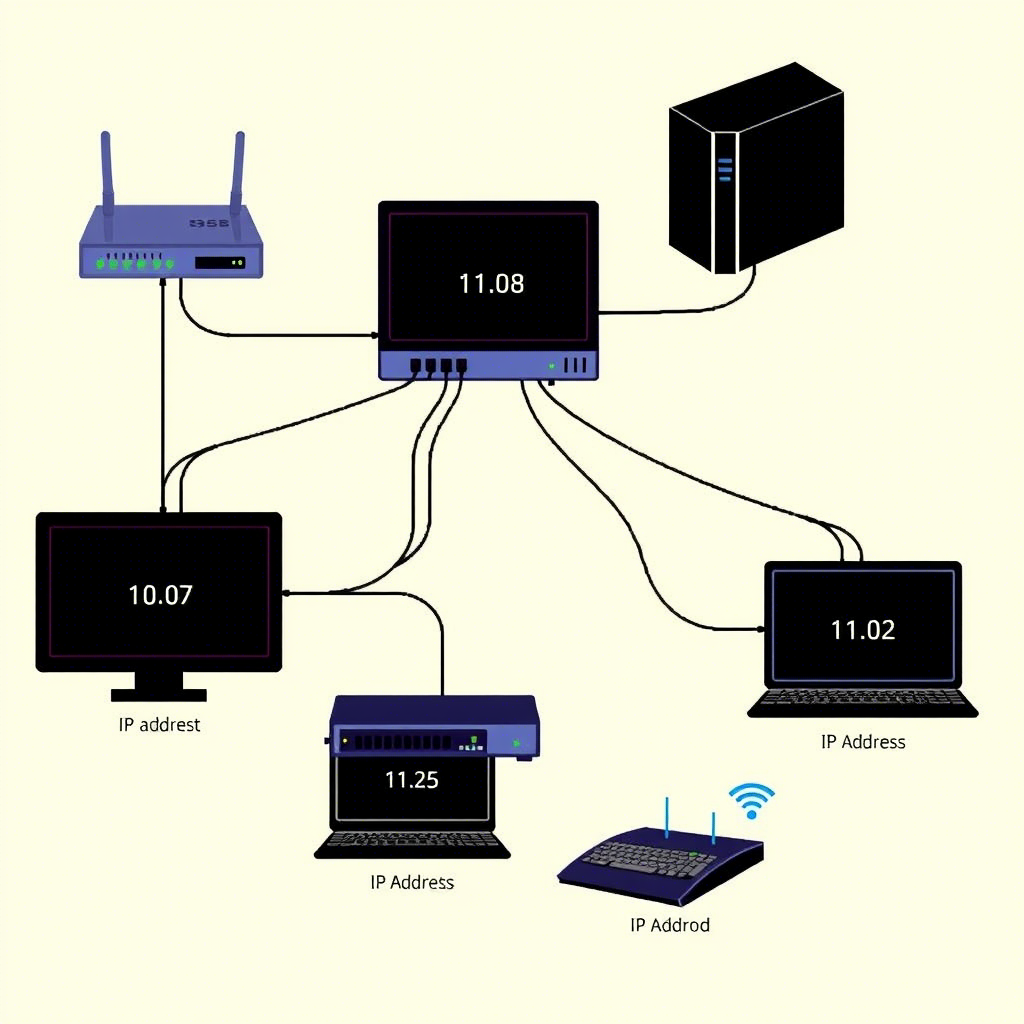 11.08
10.07
IP addrest
11.02
IP Address
11.25
IP Address
IP Addrod